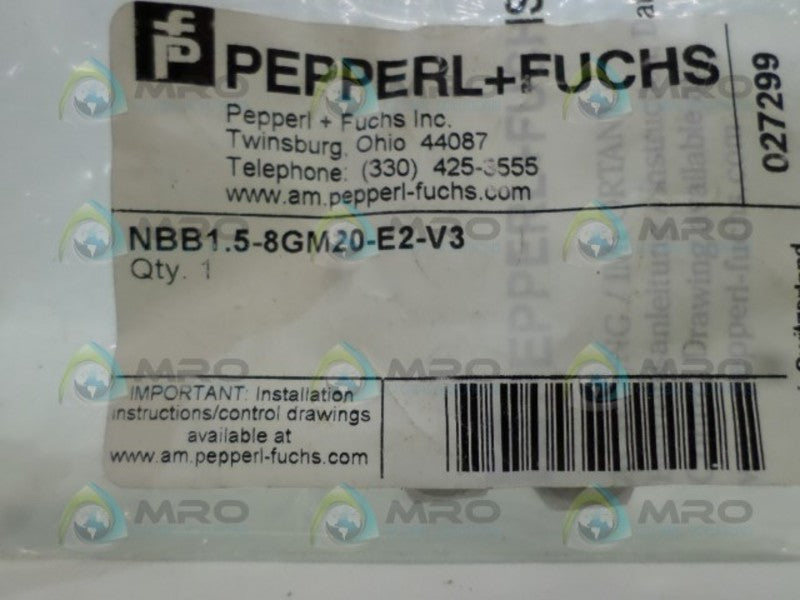 PEPPERL+FUCHS
Pepperl + Fuchs Inc.
Twinsburg, Ohio 44087
Telephone: (330) 425-3555
www.am.pepperl-fuchs.com
027299
NBB1.5-8GM20-E2-V3
Qty. 1
IMPORTANT: Installation
instructions/control drawings
available at
www.am.pepperl-fuchs.com
MRO